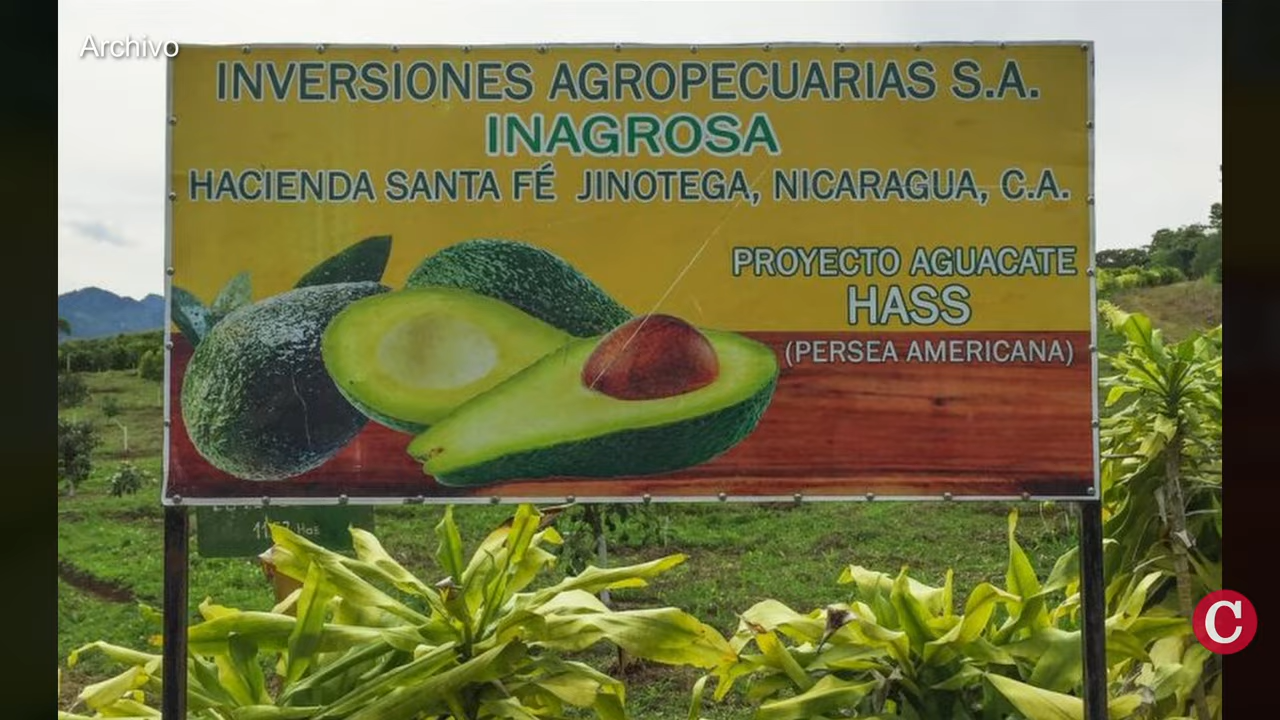 Archivo
INVERSIONES AGROPECUARIAS S.A.
INAGROSA
HACIENDA SANTA FÉ JINOTEGA, NICARAGUA, C.A.
PROYECTO AGUACATE
HASS
(PERSEA AMERICANA)
C